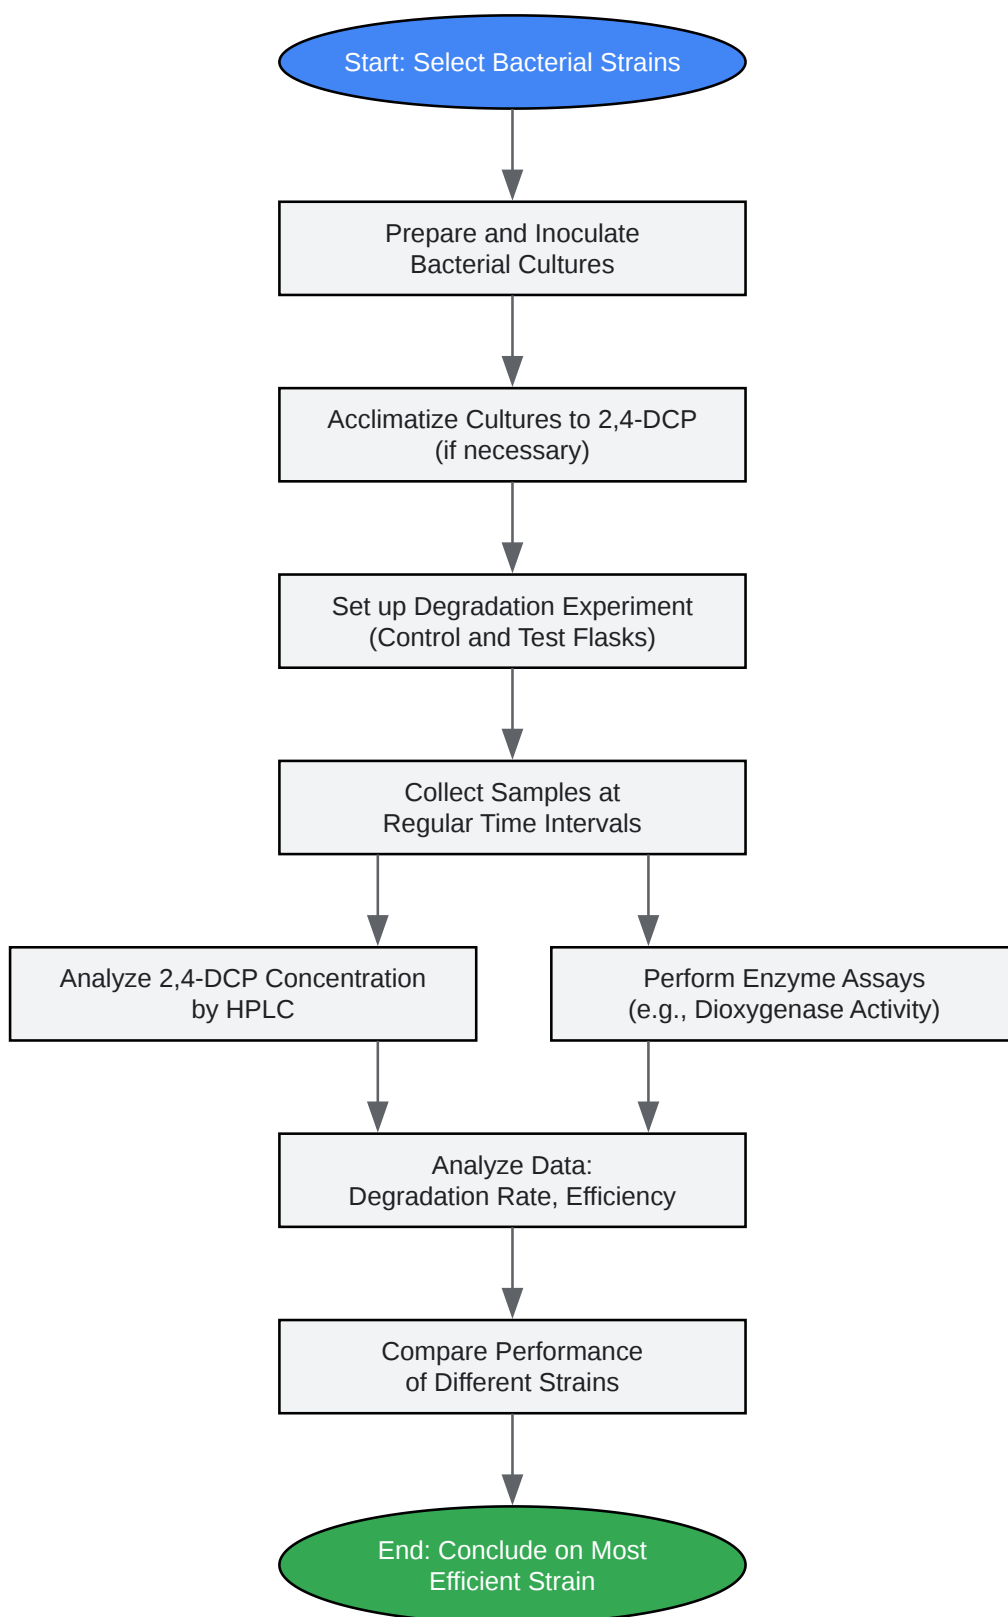 Start: Select Bacterial Strains
Prepare and Inoculate
Bacterial Cultures
Acclimatize Cultures to 2,4-DCP
(if necessary)
Set up Degradation Experiment
(Control and Test Flasks)
Collect Samples at
Regular Time Intervals
Analyze 2,4-DCP Concentration
by HPLC
Perform Enzyme Assays
(e.g., Dioxygenase Activity)
Analyze Data:
Degradation Rate, Efficiency
Compare Performance
of Different Strains
End: Conclude on Most
Efficient Strain